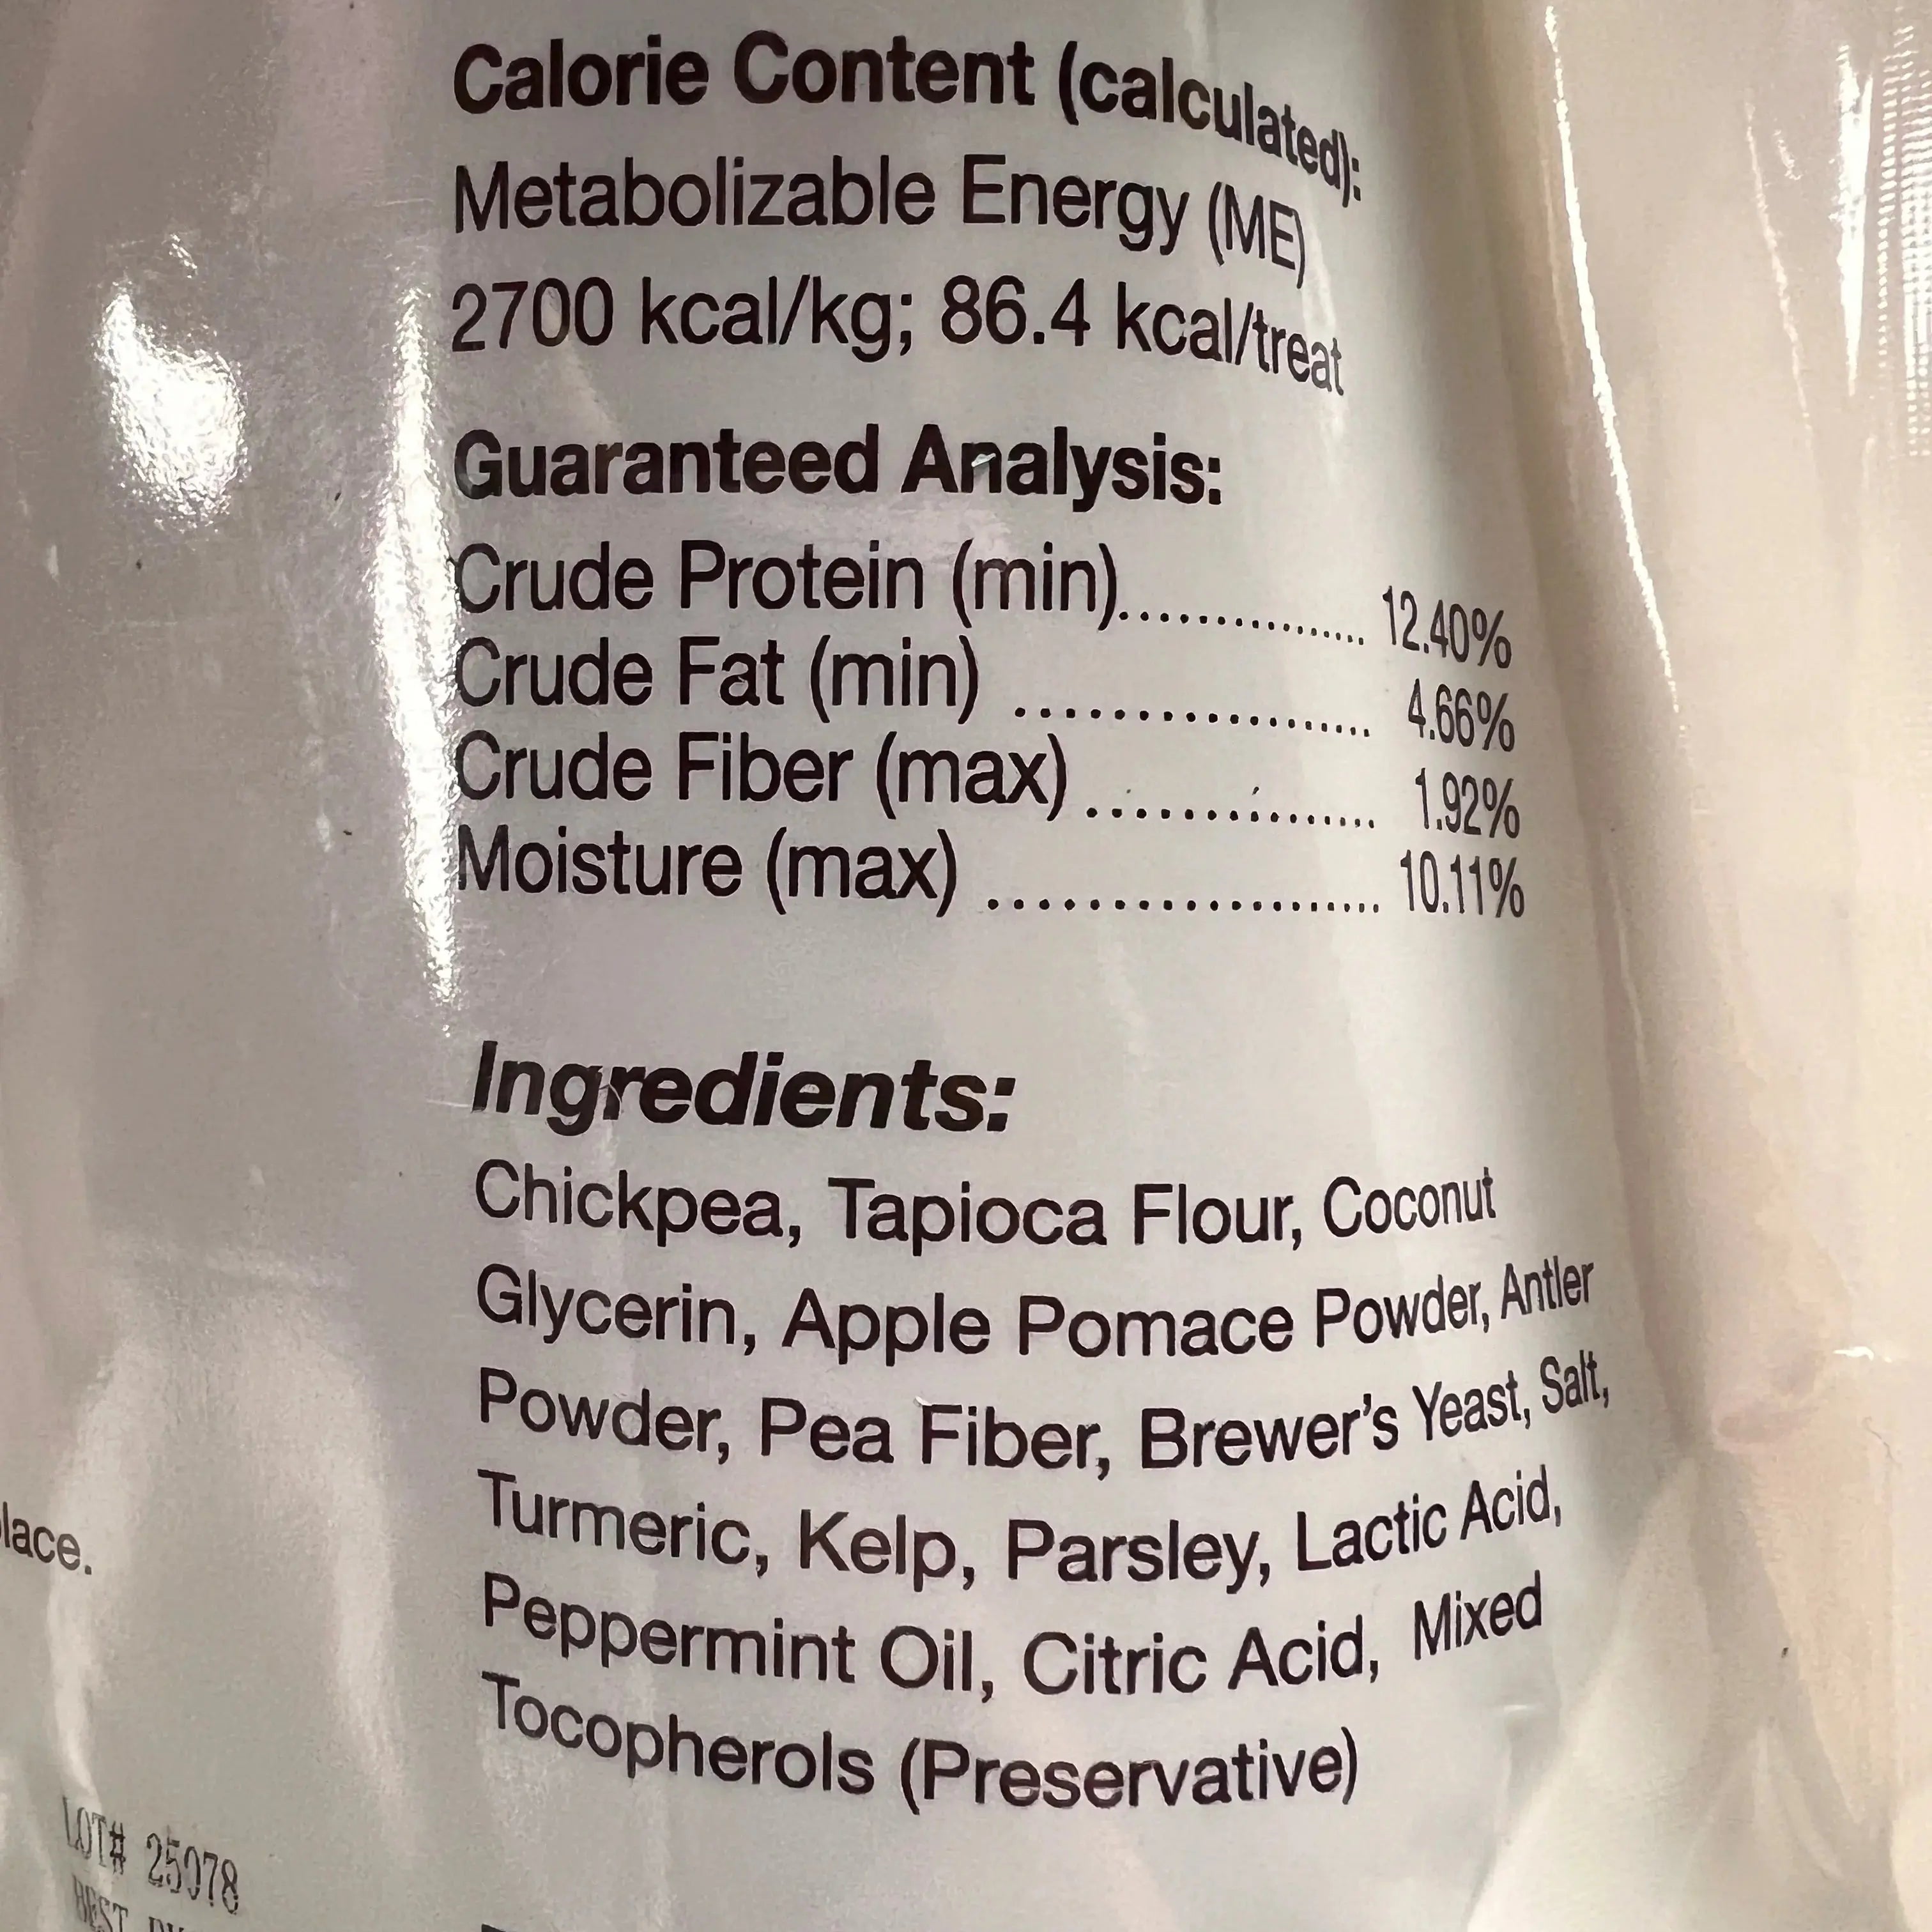 Calorie Content (calculated):
Metabolizable Energy (ME)
2700 kcal/kg; 86.4 kcal/treat
Guaranteed Analysis:
Crude Protein (min)................ 12.40%
Crude Fat (min) ................... 4.66%
Crude Fiber (max) ................ 1.92%
Moisture (max) .................... 10.11%
Ingredients:
Chickpea, Tapioca Flour, Coconut
Glycerin, Apple Pomace Powder, Antler
Powder, Pea Fiber, Brewer's Yeast, Salt,
Turmeric, Kelp, Parsley, Lactic Acid,
Peppermint Oil, Citric Acid, Mixed
Tocopherols (Preservative)
lace.
LOT# 25078
BEST